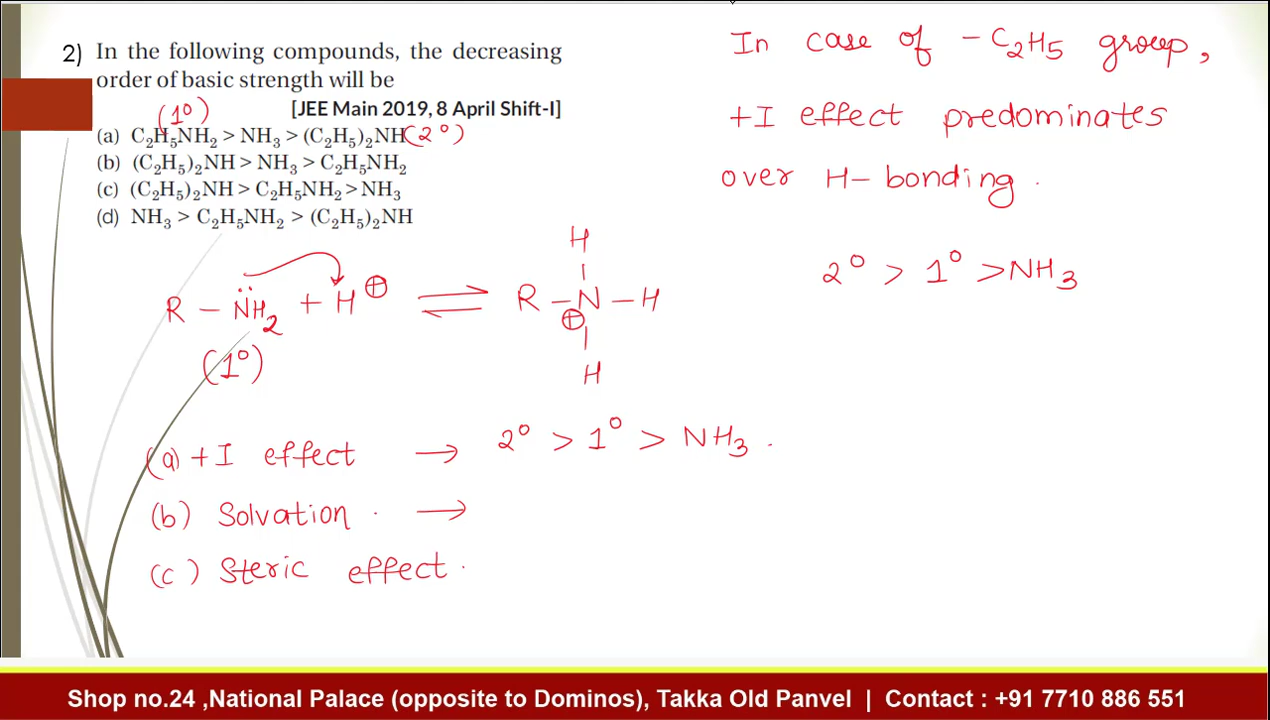 2) In the following compounds, the decreasing
order of basic strength will be
[JEE Main 2019, 8 April Shift-I]
(1°)
(a) C₂H₅NH₂ > NH₃ > (C₂H₅)₂NH (2°)
(b) (C₂H₅)₂NH > NH₃ > C₂H₅NH₂
(c) (C₂H₅)₂NH > C₂H₅NH₂ > NH₃
(d) NH₃ > C₂H₅NH₂ > (C₂H₅)₂NH
H
R – N̈H₂ + H⊕ ⇌ R – N – H
⊕
(1°)
H
(a) +I effect → 2° > 1° > NH₃ .
(b) Solvation . →
(c) Steric effect .
In case of – C₂H₅ group,
+I effect predominates
over H– bonding .
2° > 1° > NH₃
Shop no.24 ,National Palace (opposite to Dominos), Takka Old Panvel | Contact : +91 7710 886 551